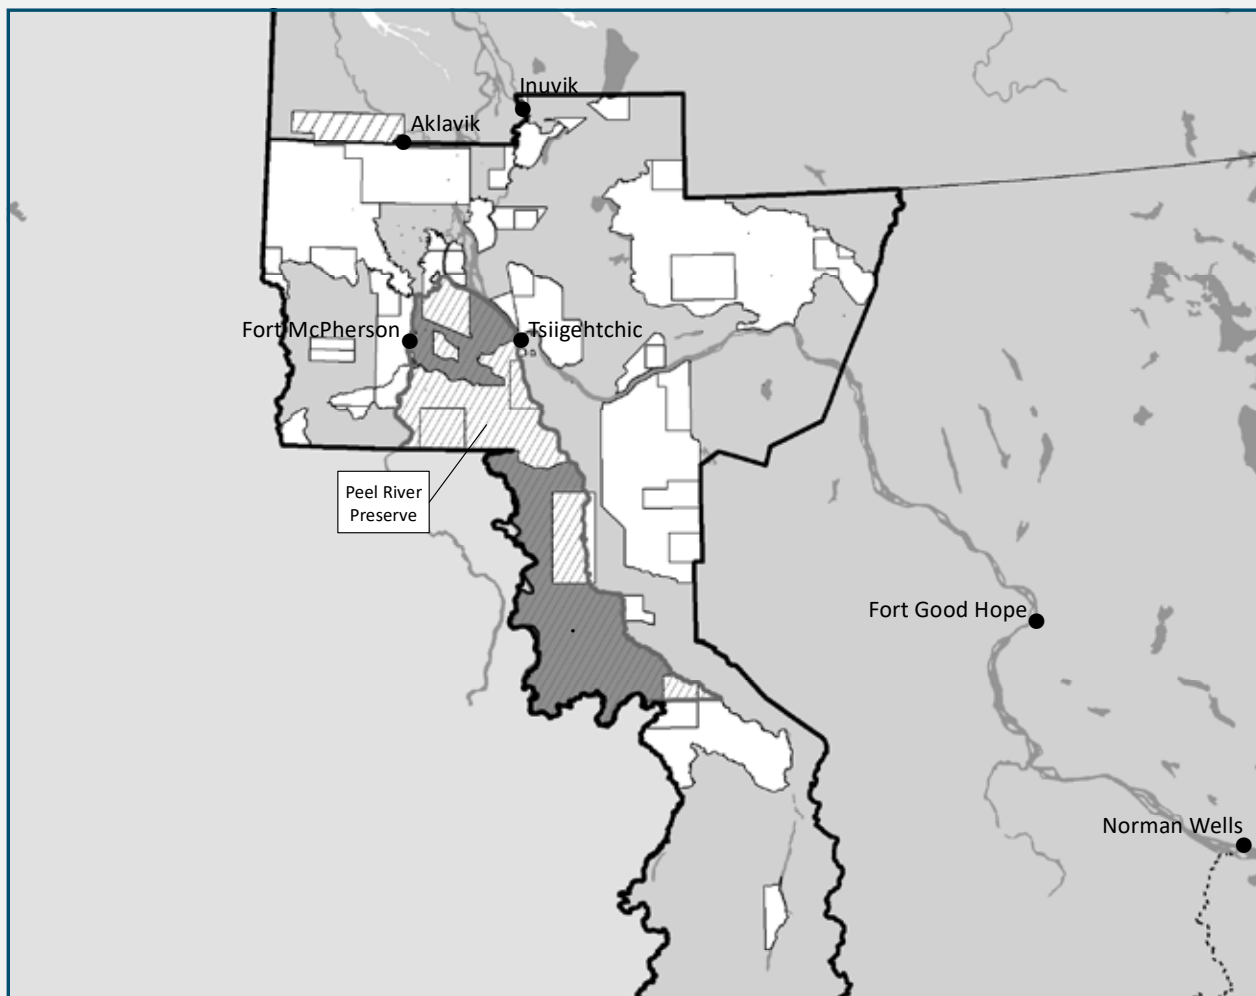 Inuvik
Aklavik
Fort McPherson
Tsiigehtchic
Peel River
Preserve
Fort Good Hope
Norman Wells